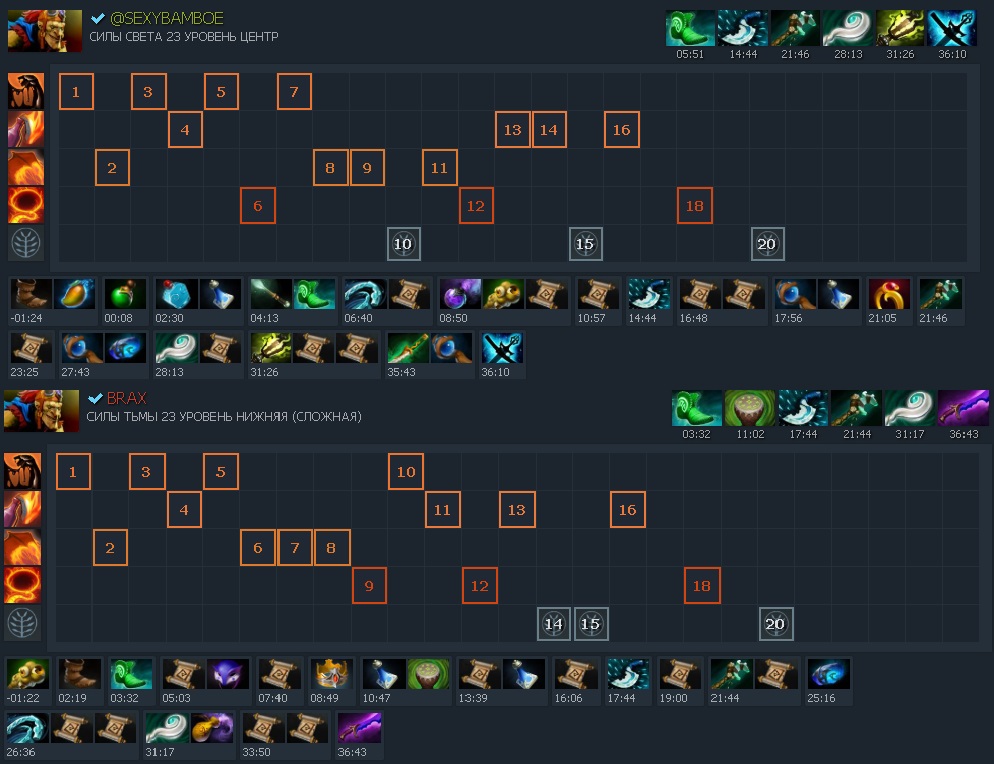 @SEXYBAMBOE
СИЛЫ СВЕТА 23 УРОВЕНЬ ЦЕНТР
05:51 14:44 21:46 28:13 31:26 36:10
1 3 5 7
4 13 14 16
2 8 9 11
6 12 18
10 15 20
-01:24 00:08 02:30 04:13 06:40 08:50 10:57 14:44 16:48 17:56 21:05 21:46
23:25 27:43 28:13 31:26 35:43 36:10
BRAX
СИЛЫ ТЬМЫ 23 УРОВЕНЬ НИЖНЯЯ (СЛОЖНАЯ)
03:32 11:02 17:44 21:44 31:17 36:43
1 3 5 10
4 11 13 16
2 6 7 8
9 12 18
14 15 20
-01:22 02:19 03:32 05:03 07:40 08:49 10:47 13:39 16:06 17:44 19:00 21:44 25:16
26:36 31:17 33:50 36:43